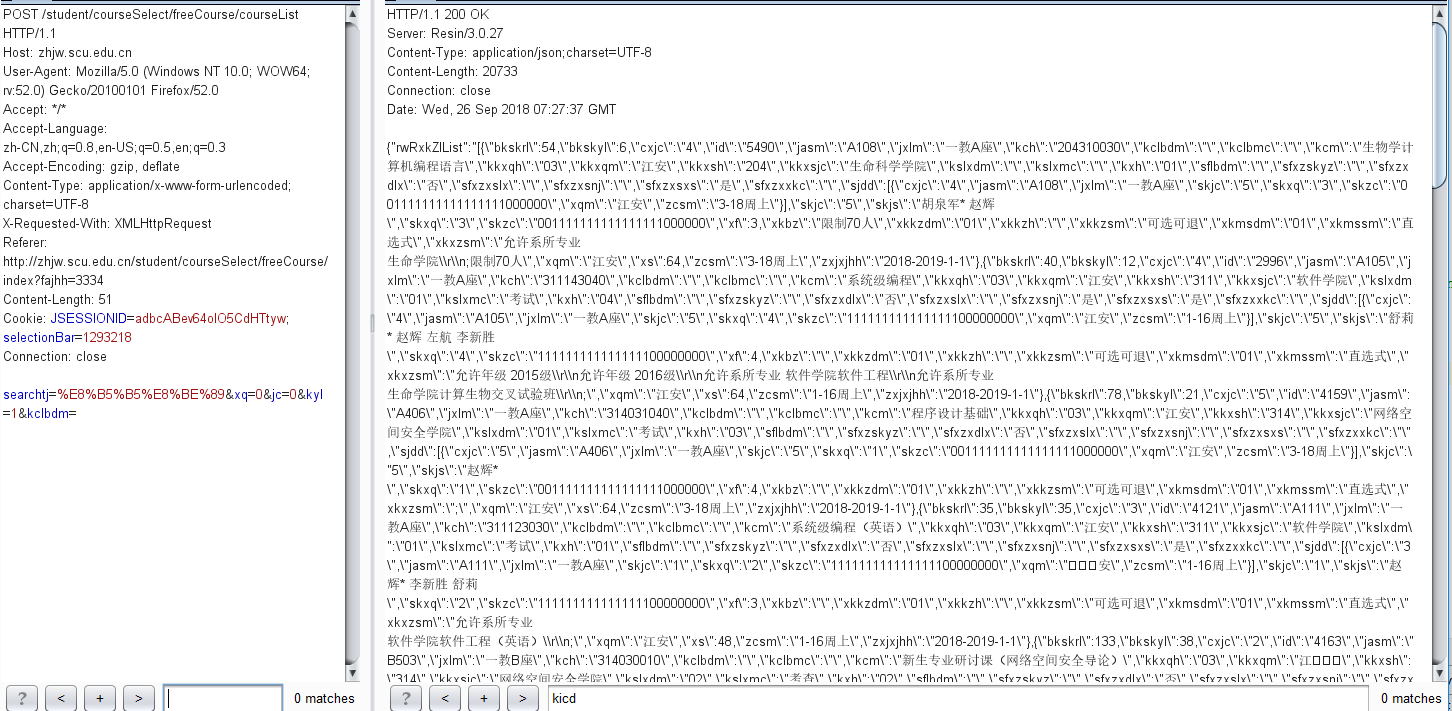 POST /student/courseSelect/freeCourse/courseList
HTTP/1.1
Host: zhjw.scu.edu.cn
User-Agent: Mozilla/5.0 (Windows NT 10.0; WOW64;
rv:52.0) Gecko/20100101 Firefox/52.0
Accept: */*
Accept-Language:
zh-CN,zh;q=0.8,en-US;q=0.5,en;q=0.3
Accept-Encoding: gzip, deflate
Content-Type: application/x-www-form-urlencoded;
charset=UTF-8
X-Requested-With: XMLHttpRequest
Referer:
http://zhjw.scu.edu.cn/student/courseSelect/freeCourse/
index?fajhh=3334
Content-Length: 51
Cookie: JSESSIONID=adbcABev64olO5CdHTtyw;
selectionBar=1293218
Connection: close
searchtj=%E8%B5%B5%E8%BE%89&xq=0&jc=0&kyl
=1&kclbdm=
? < + > 0 matches
HTTP/1.1 200 OK
Server: Resin/3.0.27
Content-Type: application/json;charset=UTF-8
Content-Length: 20733
Connection: close
Date: Wed, 26 Sep 2018 07:27:37 GMT
{"rwRxkZlList":"[{\"bkskrl\":54,\"bkskyl\":6,\"cxjc\":\"4\",\"id\":\"5490\",\"jasm\":\"A108\",\"jxlm\":\"一教A座\",\"kch\":\"204310030\",\"kclbdm\":\"\",\"kclbmc\":\"\",\"kcm\":\"生物学计
算机编程语言\",\"kkxqh\":\"03\",\"kkxqm\":\"江安\",\"kkxsh\":\"204\",\"kkxsjc\":\"生命科学学院\",\"kslxdm\":\"\",\"kslxmc\":\"\",\"kxh\":\"01\",\"sflbdm\":\"\",\"sfxzskyz\":\"\",\"sfxzx
dlx\":\"否\",\"sfxzxslx\":\"\",\"sfxzxsnj\":\"\",\"sfxzxsxs\":\"是\",\"sfxzxxkc\":\"\",\"sjdd\":[{\"cxjc\":\"4\",\"jasm\":\"A108\",\"jxlm\":\"一教A座\",\"skjc\":\"5\",\"skxq\":\"3\",\"skzc\":\"0
01111111111111111000000\",\"xqm\":\"江安\",\"zcsm\":\"3-18周上\"}],\"skjc\":\"5\",\"skjs\":\"胡泉军* 赵辉
\",\"skxq\":\"3\",\"skzc\":\"001111111111111111000000\",\"xf\":3,\"xkbz\":\"限制70人\",\"xkkzdm\":\"01\",\"xkkzh\":\"\",\"xkkzsm\":\"可选可退\",\"xkmsdm\":\"01\",\"xkmssm\":\"直
选式\",\"xkxzsm\":\"允许系所专业
生命学院\\r\\n;限制70人\",\"xqm\":\"江安\",\"xs\":64,\"zcsm\":\"3-18周上\",\"zxjxjhh\":\"2018-2019-1-1\"},{\"bkskrl\":40,\"bkskyl\":12,\"cxjc\":\"4\",\"id\":\"2996\",\"jasm\":\"A105\",\"j
xlm\":\"一教A座\",\"kch\":\"311143040\",\"kclbdm\":\"\",\"kclbmc\":\"\",\"kcm\":\"系统级编程\",\"kkxqh\":\"03\",\"kkxqm\":\"江安\",\"kkxsh\":\"311\",\"kkxsjc\":\"软件学院\",\"kslxdm
\":\"01\",\"kslxmc\":\"考试\",\"kxh\":\"04\",\"sflbdm\":\"\",\"sfxzskyz\":\"\",\"sfxzxdlx\":\"否\",\"sfxzxslx\":\"\",\"sfxzxsnj\":\"是\",\"sfxzxsxs\":\"是\",\"sfxzxxkc\":\"\",\"sjdd\":[{\"cxjc\":
\"4\",\"jasm\":\"A105\",\"jxlm\":\"一教A座\",\"skjc\":\"5\",\"skxq\":\"4\",\"skzc\":\"111111111111111100000000\",\"xqm\":\"江安\",\"zcsm\":\"1-16周上\"}],\"skjc\":\"5\",\"skjs\":\"舒莉
* 赵辉 左航 李新胜
\",\"skxq\":\"4\",\"skzc\":\"111111111111111100000000\",\"xf\":4,\"xkbz\":\"\",\"xkkzdm\":\"01\",\"xkkzh\":\"\",\"xkkzsm\":\"可选可退\",\"xkmsdm\":\"01\",\"xkmssm\":\"直选式\",\"
xkxzsm\":\"允许年级 2015级\\r\\n允许年级 2016级\\r\\n允许系所专业 软件学院软件工程\\r\\n允许系所专业
生命学院计算生物交叉试验班\\r\\n;\",\"xqm\":\"江安\",\"xs\":64,\"zcsm\":\"1-16周上\",\"zxjxjhh\":\"2018-2019-1-1\"},{\"bkskrl\":78,\"bkskyl\":21,\"cxjc\":\"5\",\"id\":\"4159\",\"jasm\":
\"A406\",\"jxlm\":\"一教A座\",\"kch\":\"314031040\",\"kclbdm\":\"\",\"kclbmc\":\"\",\"kcm\":\"程序设计基础\",\"kkxqh\":\"03\",\"kkxqm\":\"江安\",\"kkxsh\":\"314\",\"kkxsjc\":\"网络空
间安全学院\",\"kslxdm\":\"01\",\"kslxmc\":\"考试\",\"kxh\":\"03\",\"sflbdm\":\"\",\"sfxzskyz\":\"\",\"sfxzxdlx\":\"否\",\"sfxzxslx\":\"\",\"sfxzxsnj\":\"\",\"sfxzxsxs\":\"\",\"sfxzxxkc\":\"\"
,\"sjdd\":[{\"cxjc\":\"5\",\"jasm\":\"A406\",\"jxlm\":\"一教A座\",\"skjc\":\"5\",\"skxq\":\"1\",\"skzc\":\"001111111111111111000000\",\"xqm\":\"江安\",\"zcsm\":\"3-18周上\"}],\"skjc\":\
"5\",\"skjs\":\"赵辉*
\",\"skxq\":\"1\",\"skzc\":\"001111111111111111000000\",\"xf\":4,\"xkbz\":\"\",\"xkkzdm\":\"01\",\"xkkzh\":\"\",\"xkkzsm\":\"可选可退\",\"xkmsdm\":\"01\",\"xkmssm\":\"直选式\",\"
xkxzsm\":\";\",\"xqm\":\"江安\",\"xs\":64,\"zcsm\":\"3-18周上\",\"zxjxjhh\":\"2018-2019-1-1\"},{\"bkskrl\":35,\"bkskyl\":35,\"cxjc\":\"3\",\"id\":\"4121\",\"jasm\":\"A111\",\"jxlm\":\"一
教A座\",\"kch\":\"311123030\",\"kclbdm\":\"\",\"kclbmc\":\"\",\"kcm\":\"系统级编程（英语）\",\"kkxqh\":\"03\",\"kkxqm\":\"江安\",\"kkxsh\":\"311\",\"kkxsjc\":\"软件学院\",\"kslxdm\
":\"01\",\"kslxmc\":\"考试\",\"kxh\":\"01\",\"sflbdm\":\"\",\"sfxzskyz\":\"\",\"sfxzxdlx\":\"否\",\"sfxzxslx\":\"\",\"sfxzxsnj\":\"\",\"sfxzxsxs\":\"是\",\"sfxzxxkc\":\"\",\"sjdd\":[{\"cxjc\":\"3
\",\"jasm\":\"A111\",\"jxlm\":\"一教A座\",\"skjc\":\"1\",\"skxq\":\"2\",\"skzc\":\"111111111111111100000000\",\"xqm\":\"□□□安\",\"zcsm\":\"1-16周上\"}],\"skjc\":\"1\",\"skjs\":\"赵
辉* 李新胜 舒莉
\",\"skxq\":\"2\",\"skzc\":\"111111111111111100000000\",\"xf\":3,\"xkbz\":\"\",\"xkkzdm\":\"01\",\"xkkzh\":\"\",\"xkkzsm\":\"可选可退\",\"xkmsdm\":\"01\",\"xkmssm\":\"直选式\",\"
xkxzsm\":\"允许系所专业
软件学院软件工程（英语）\\r\\n;\",\"xqm\":\"江安\",\"xs\":48,\"zcsm\":\"1-16周上\",\"zxjxjhh\":\"2018-2019-1-1\"},{\"bkskrl\":133,\"bkskyl\":38,\"cxjc\":\"2\",\"id\":\"4163\",\"jasm\":\"
B503\",\"jxlm\":\"一教B座\",\"kch\":\"314030010\",\"kclbdm\":\"\",\"kclbmc\":\"\",\"kcm\":\"新生专业研讨课（网络空间安全导论）\",\"kkxqh\":\"03\",\"kkxqm\":\"江□□□\",\"kkxsh\":
\"314\",\"kkxsjc\":\"网络空间安全学院\",\"kslxdm\":\"02\",\"kslxmc\":\"考查\",\"kxh\":\"02\",\"sflbdm\":\"\",\"sfxzskyz\":\"\",\"sfxzxdlx\":\"否\",\"sfxzxslx\":\"\",\"sfxzxsnj\":\"
? < + > kicd 0 matches